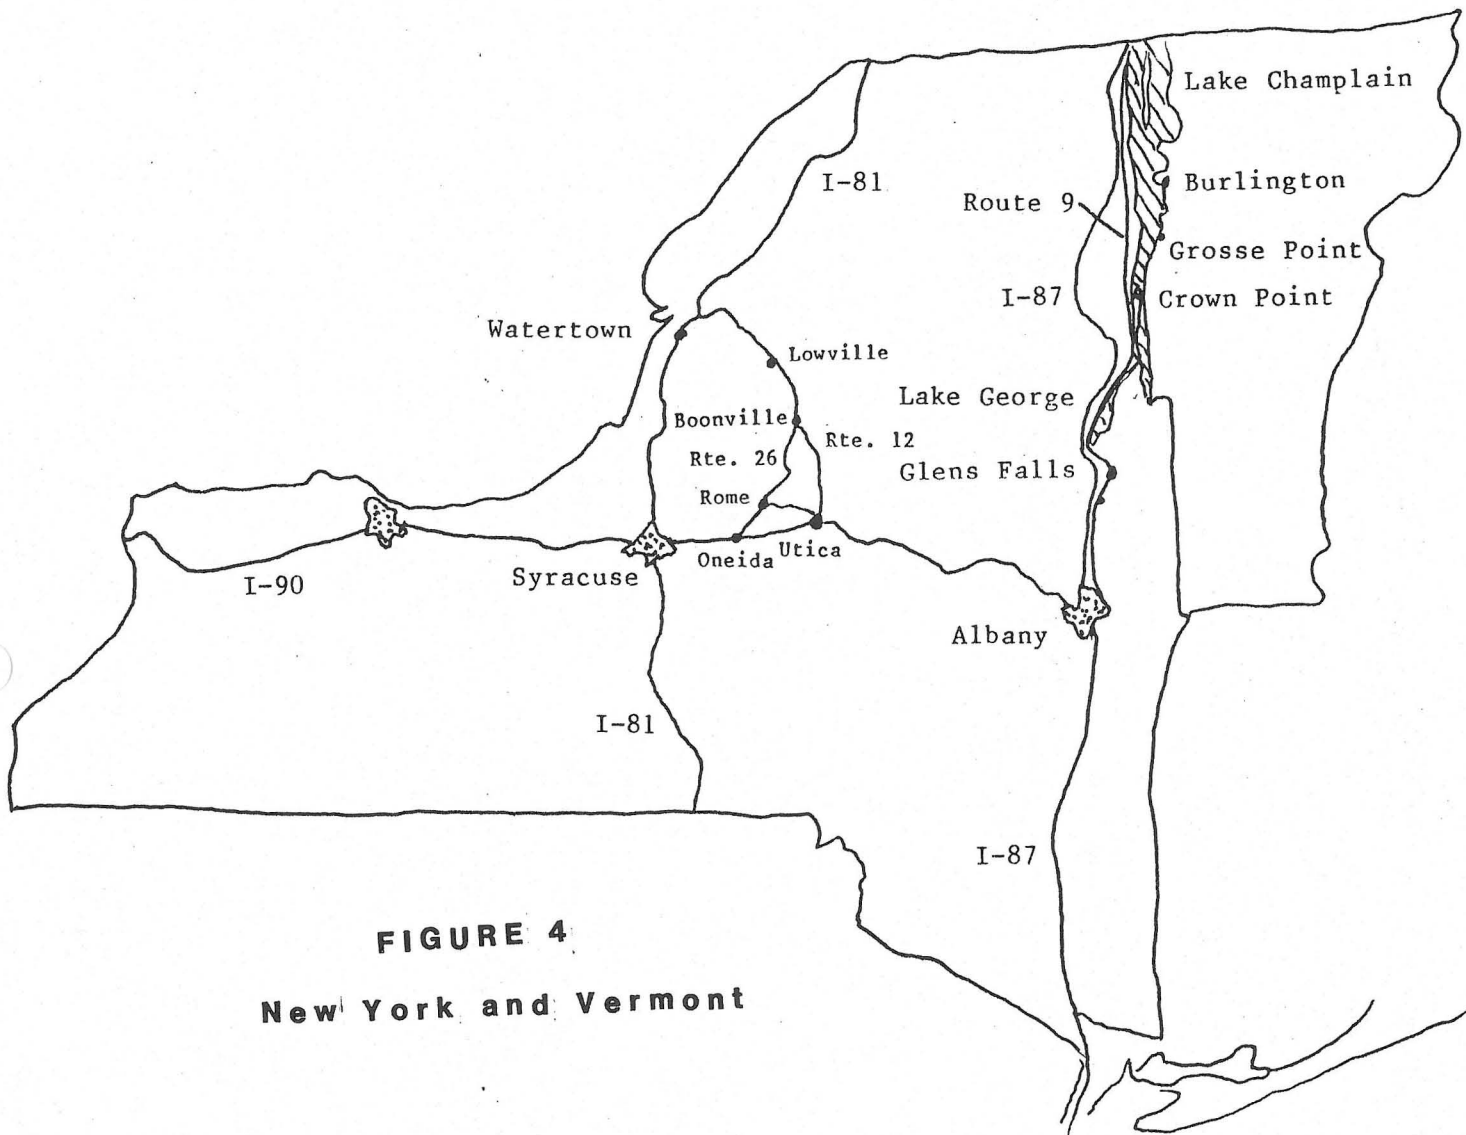 Lake Champlain
I-81
Burlington
Route 9
Grosse Point
I-87
Crown Point
Watertown
Lowville
Lake George
Boonville
Rte. 12
Rte. 26
Glens Falls
Rome
Oneida
Utica
I-90
Syracuse
Albany
I-81
I-87
FIGURE 4
New York and Vermont